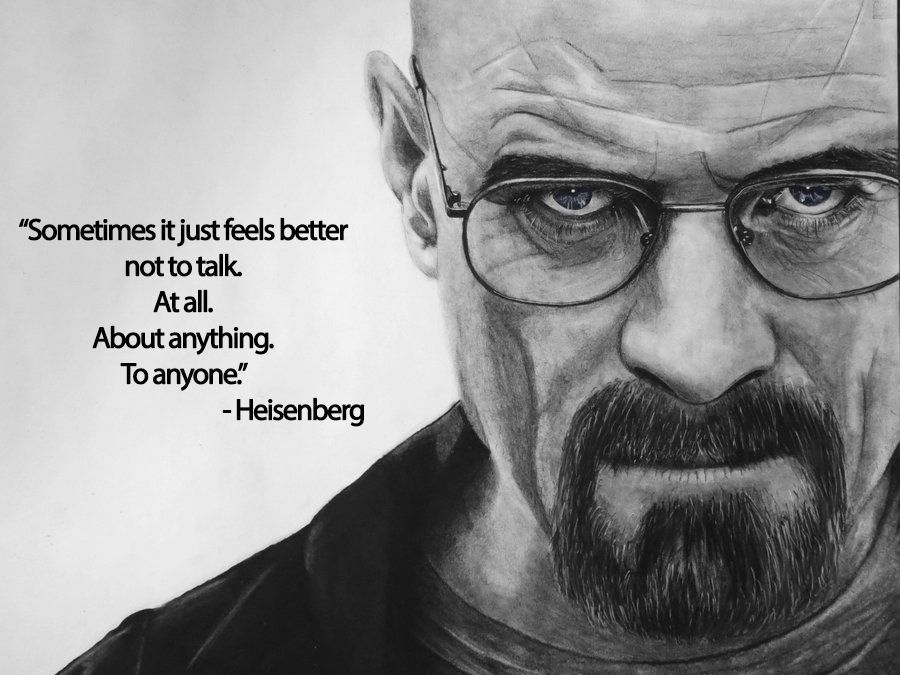 “Sometimes it just feels better
not to talk.
At all.
About anything.
To anyone.”
- Heisenberg